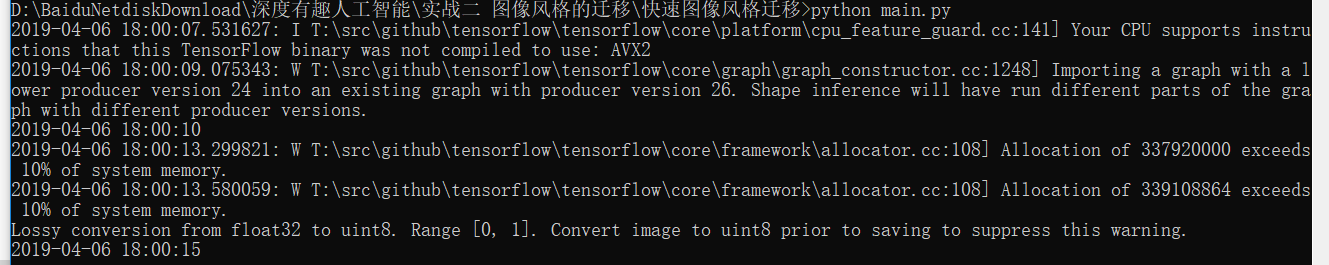 D:\BaiduNetdiskDownload\深度有趣人工智能\实战二 图像风格的迁移\快速图像风格迁移>python main.py
2019-04-06 18:00:07.531627: I T:\src\github\tensorflow\tensorflow\core\platform\cpu_feature_guard.cc:141] Your CPU supports instru
ctions that this TensorFlow binary was not compiled to use: AVX2
2019-04-06 18:00:09.075343: W T:\src\github\tensorflow\tensorflow\core\graph\graph_constructor.cc:1248] Importing a graph with a l
ower producer version 24 into an existing graph with producer version 26. Shape inference will have run different parts of the gra
ph with different producer versions.
2019-04-06 18:00:10
2019-04-06 18:00:13.299821: W T:\src\github\tensorflow\tensorflow\core\framework\allocator.cc:108] Allocation of 337920000 exceeds
 10% of system memory.
2019-04-06 18:00:13.580059: W T:\src\github\tensorflow\tensorflow\core\framework\allocator.cc:108] Allocation of 339108864 exceeds
 10% of system memory.
Lossy conversion from float32 to uint8. Range [0, 1]. Convert image to uint8 prior to saving to suppress this warning.
2019-04-06 18:00:15